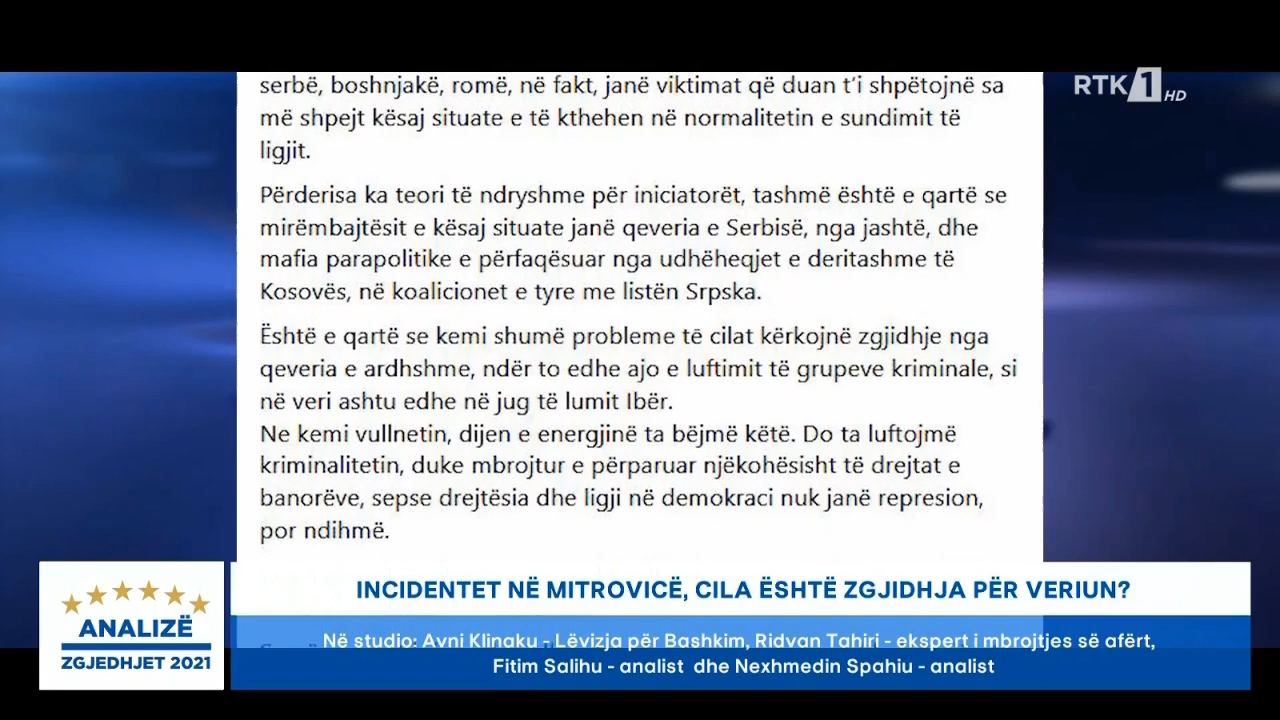 serbë, boshnjakë, romë, në fakt, janë viktimat që duan t'i shpëtojnë sa
më shpejt kësaj situate e të kthehen në normalitetin e sundimit të
ligjit.
Përderisa ka teori të ndryshme për iniciatorët, tashmë është e qartë se
mirëmbajtësit e kësaj situate janë qeveria e Serbisë, nga jashtë, dhe
mafia parapolitike e përfaqësuar nga udhëheqjet e deritashme të
Kosovës, në koalicionet e tyre me listën Srpska.
Është e qartë se kemi shumë probleme të cilat kërkojnë zgjidhje nga
qeveria e ardhshme, ndër to edhe ajo e luftimit të grupeve kriminale, si
në veri ashtu edhe në jug të lumit Ibër.
Ne kemi vullnetin, dijen e energjinë ta bëjmë këtë. Do ta luftojmë
kriminalitetin, duke mbrojtur e përparuar njëkohësisht të drejtat e
banorëve, sepse drejtësia dhe ligji në demokraci nuk janë represion,
por ndihmë.
RTK1 HD
ANALIZË
ZGJEDHJET 2021
INCIDENTET NË MITROVICË, CILA ËSHTË ZGJIDHJA PËR VERIUN?
Në studio: Avni Klinaku - Lëvizja për Bashkim, Ridvan Tahiri - ekspert i mbrojtjes së afërt,
Fitim Salihu - analist dhe Nexhmedin Spahiu - analist